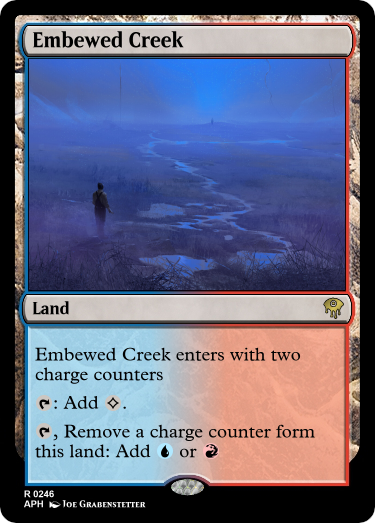 Embewed Creek
Land
Embewed Creek enters with two
charge counters
: Add .
, Remove a charge counter form
this land: Add or
R 0246
APH Joe Grabenstetter